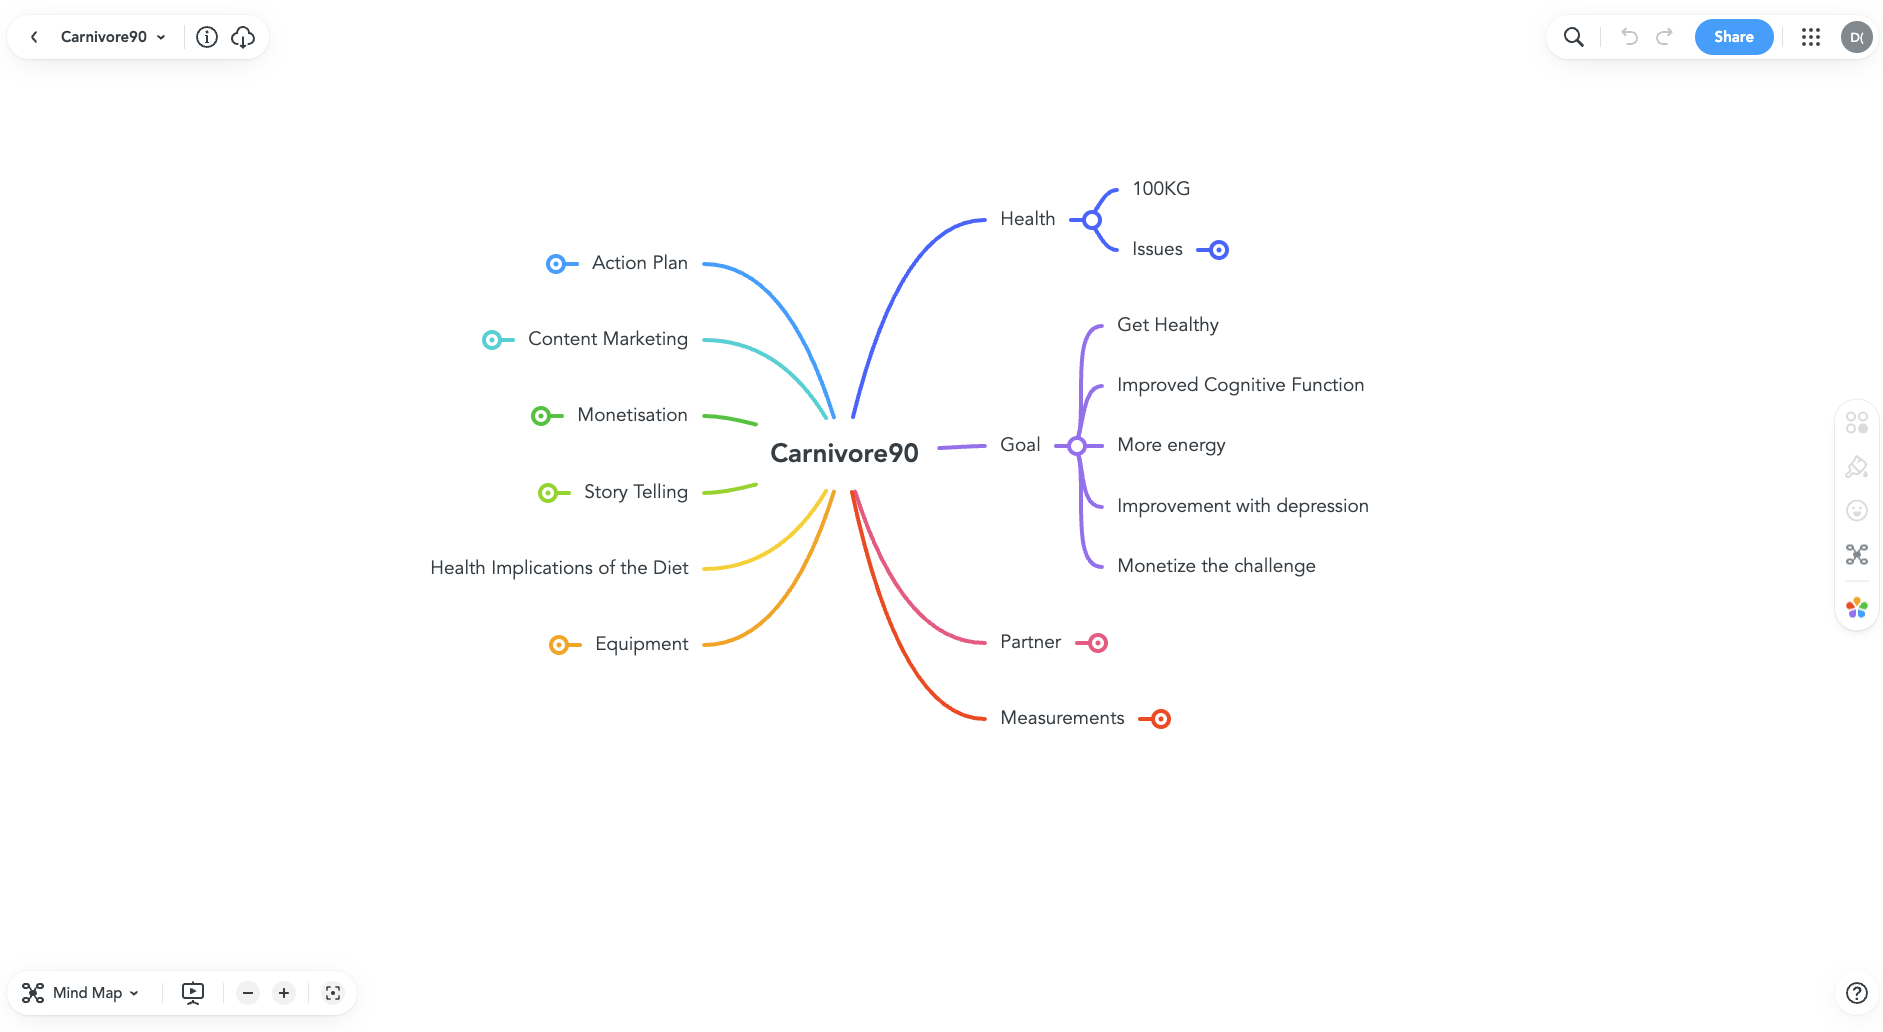 Carnivore90
Share
D(
100KG
Health
Issues
Action Plan
Get Healthy
Content Marketing
Improved Cognitive Function
Monetisation
Goal
More energy
Carnivore90
Story Telling
Improvement with depression
Health Implications of the Diet
Monetize the challenge
Equipment
Partner
Measurements
Mind Map